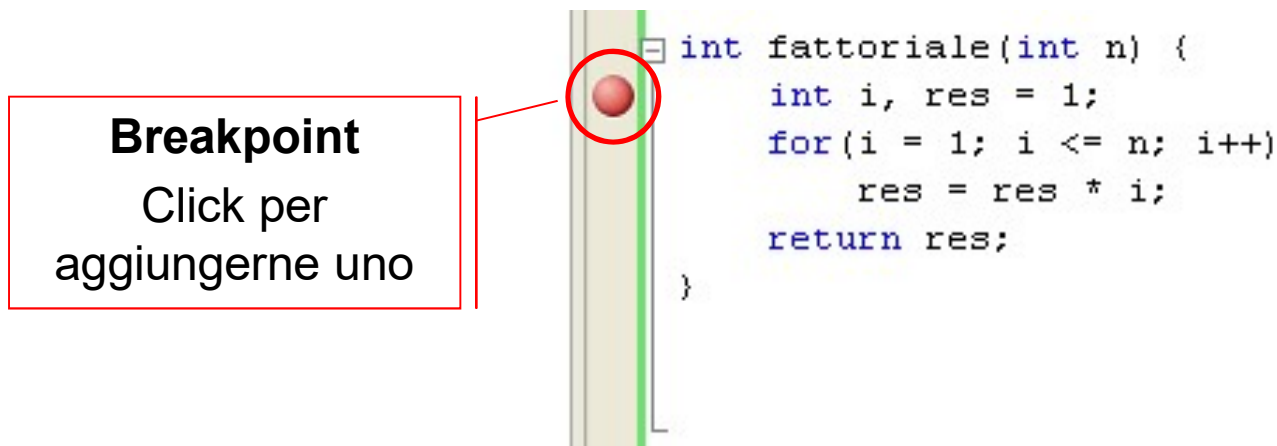 Breakpoint
Click per
aggiungerne uno
int fattoriale(int n) {
int i, res = 1;
for(i = 1; i <= n; i++)
res = res * i;
return res;
}